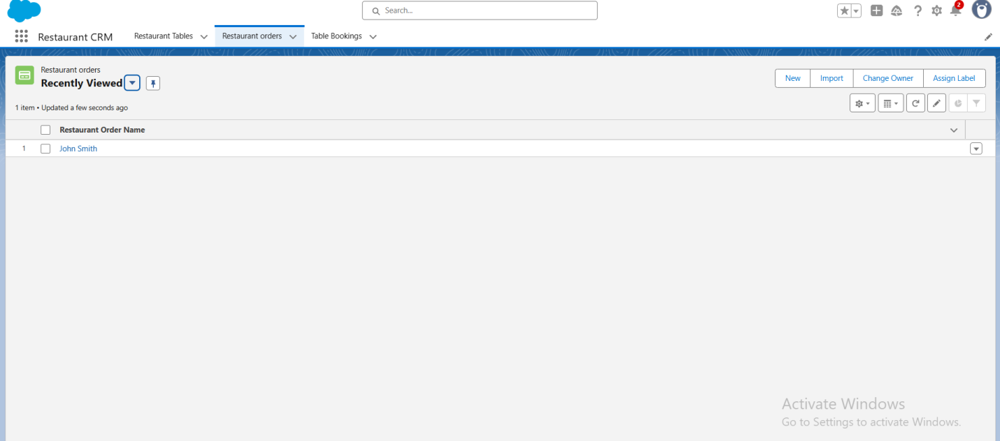 Search...
2
Restaurant CRM
Restaurant Tables
Restaurant orders
Table Bookings
Restaurant orders
Recently Viewed
New
Import
Change Owner
Assign Label
1 item • Updated a few seconds ago
Restaurant Order Name
1
John Smith
Activate Windows
Go to Settings to activate Windows.